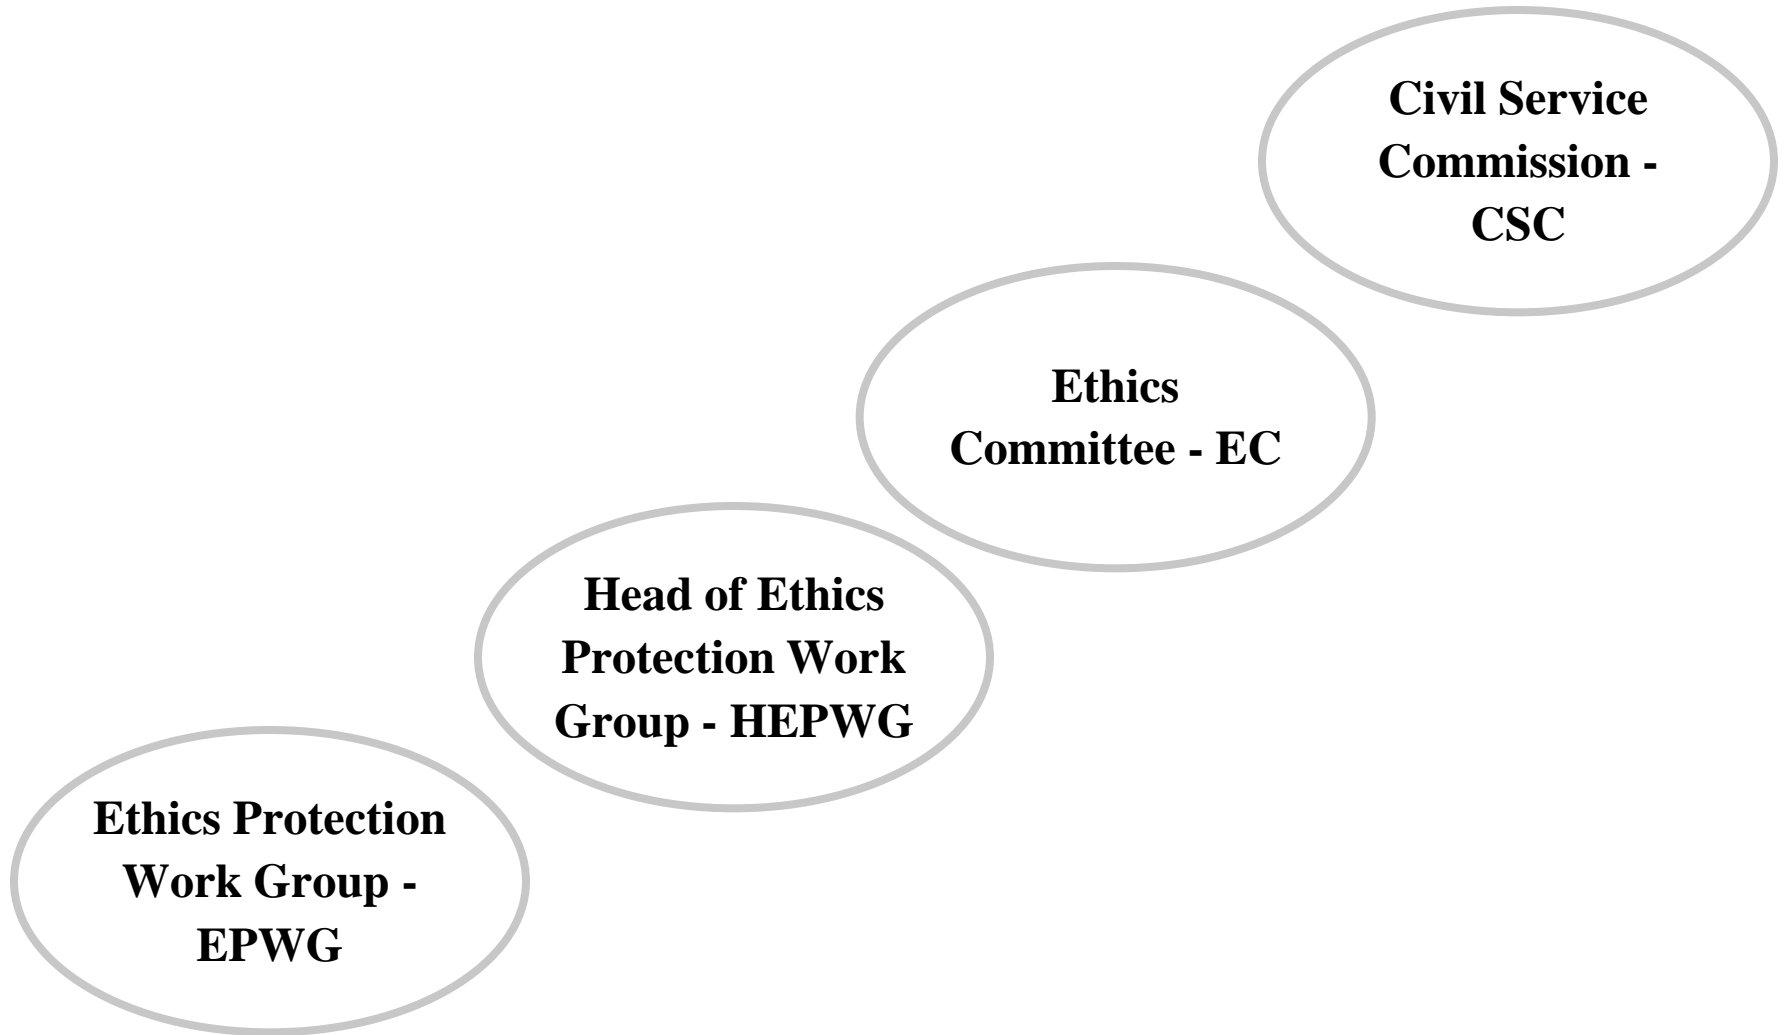 Civil Service
Commission -
CSC
Ethics
Committee - EC
Head of Ethics
Protection Work
Group - HEPWG
Ethics Protection
Work Group -
EPWG